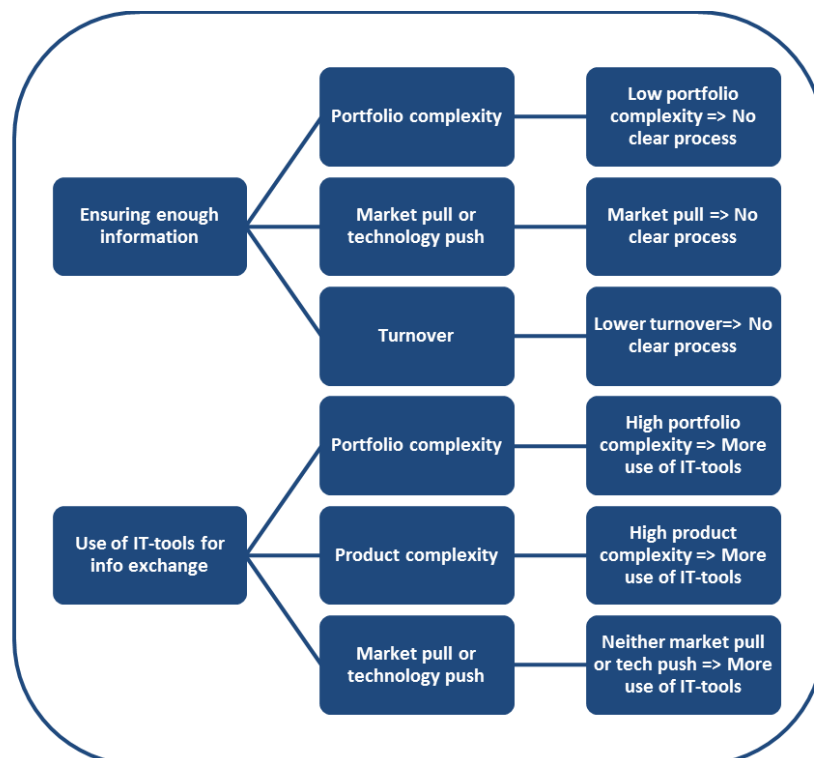 Ensuring enough
information
Portfolio complexity
Low portfolio
complexity => No
clear process
Market pull or
technology push
Market pull => No
clear process
Turnover
Lower turnover=> No
clear process
Use of IT-tools for
info exchange
Portfolio complexity
High portfolio
complexity => More
use of IT-tools
Product complexity
High product
complexity => More
use of IT-tools
Market pull or
technology push
Neither market pull
or tech push => More
use of IT-tools